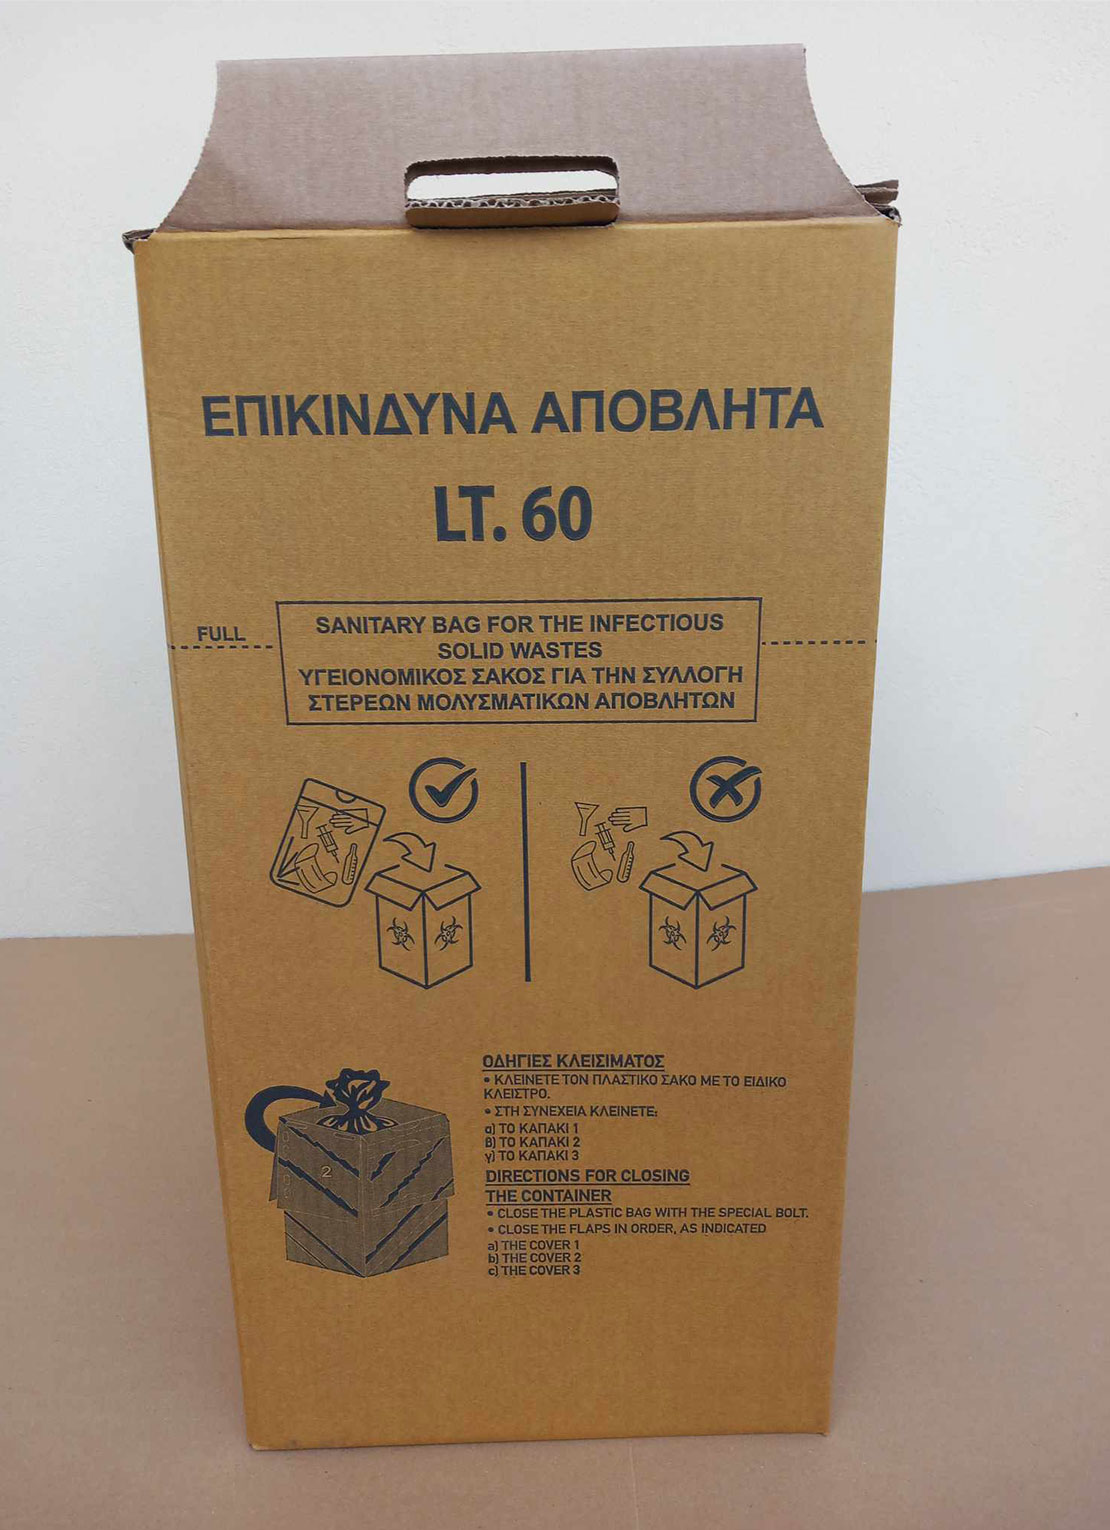 ΕΠΙΚΙΝΔΥΝΑ ΑΠΟΒΛΗΤΑ
LT. 60
FULL
SANITARY BAG FOR THE INFECTIOUS
SOLID WASTES
ΥΓΕΙΟΝΟΜΙΚΟΣ ΣΑΚΟΣ ΓΙΑ ΤΗΝ ΣΥΛΛΟΓΗ
ΣΤΕΡΕΩΝ ΜΟΛΥΣΜΑΤΙΚΩΝ ΑΠΟΒΛΗΤΩΝ
2
ΟΔΗΓΙΕΣ ΚΛΕΙΣΙΜΑΤΟΣ
• ΚΛΕΙΝΕΤΕ ΤΟΝ ΠΛΑΣΤΙΚΟ ΣΑΚΟ ΜΕ ΤΟ ΕΙΔΙΚΟ
ΚΛΕΙΣΤΡΟ.
• ΣΤΗ ΣΥΝΕΧΕΙΑ ΚΛΕΙΝΕΤΕ:
α) ΤΟ ΚΑΠΑΚΙ 1
β) ΤΟ ΚΑΠΑΚΙ 2
γ) ΤΟ ΚΑΠΑΚΙ 3
DIRECTIONS FOR CLOSING
THE CONTAINER
• CLOSE THE PLASTIC BAG WITH THE SPECIAL BOLT.
• CLOSE THE FLAPS IN ORDER, AS INDICATED
a) THE COVER 1
b) THE COVER 2
c) THE COVER 3